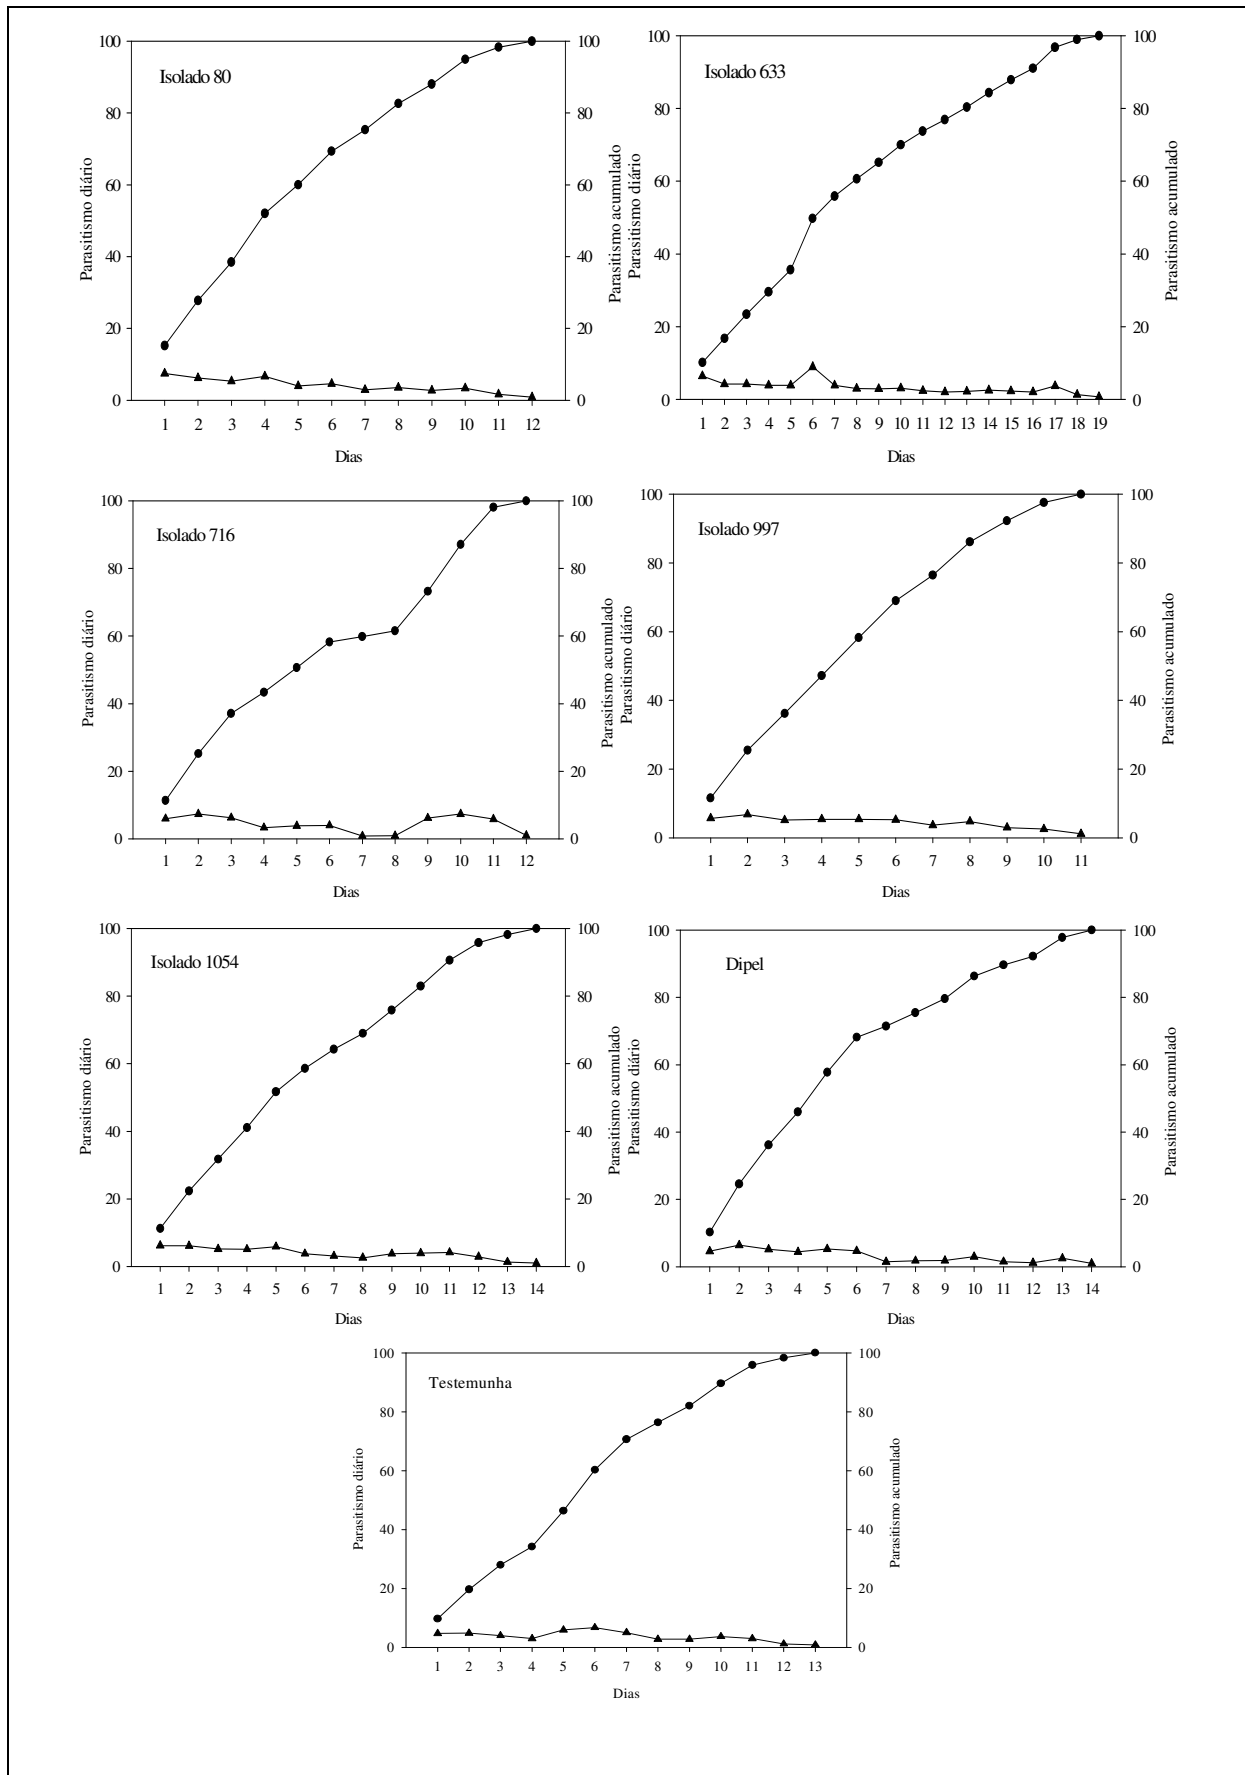 Isolado 80
Parasitismo diário
100
80
60
40
20
0
1 2 3 4 5 6 7 8 9 10 11 12
Dias
100
80
60
40
20
0
Parasitismo acumulado
Isolado 633
Parasitismo diário
100
80
60
40
20
0
1 2 3 4 5 6 7 8 9 10 11 12 13 14 15 16 17 18 19
Dias
100
80
60
40
20
0
Parasitismo acumulado
Isolado 716
Parasitismo diário
100
80
60
40
20
0
1 2 3 4 5 6 7 8 9 10 11 12
Dias
100
80
60
40
20
0
Parasitismo acumulado
Isolado 997
Parasitismo diário
100
80
60
40
20
0
1 2 3 4 5 6 7 8 9 10 11
Dias
100
80
60
40
20
0
Parasitismo acumulado
Isolado 1054
Parasitismo diário
100
80
60
40
20
0
1 2 3 4 5 6 7 8 9 10 11 12 13 14
Dias
100
80
60
40
20
0
Parasitismo acumulado
Dipel
Parasitismo diário
100
80
60
40
20
0
1 2 3 4 5 6 7 8 9 10 11 12 13 14
Dias
100
80
60
40
20
0
Parasitismo acumulado
Testemunha
Parasitismo diário
100
80
60
40
20
0
1 2 3 4 5 6 7 8 9 10 11 12 13
Dias
100
80
60
40
20
0
Parasitismo acumulado